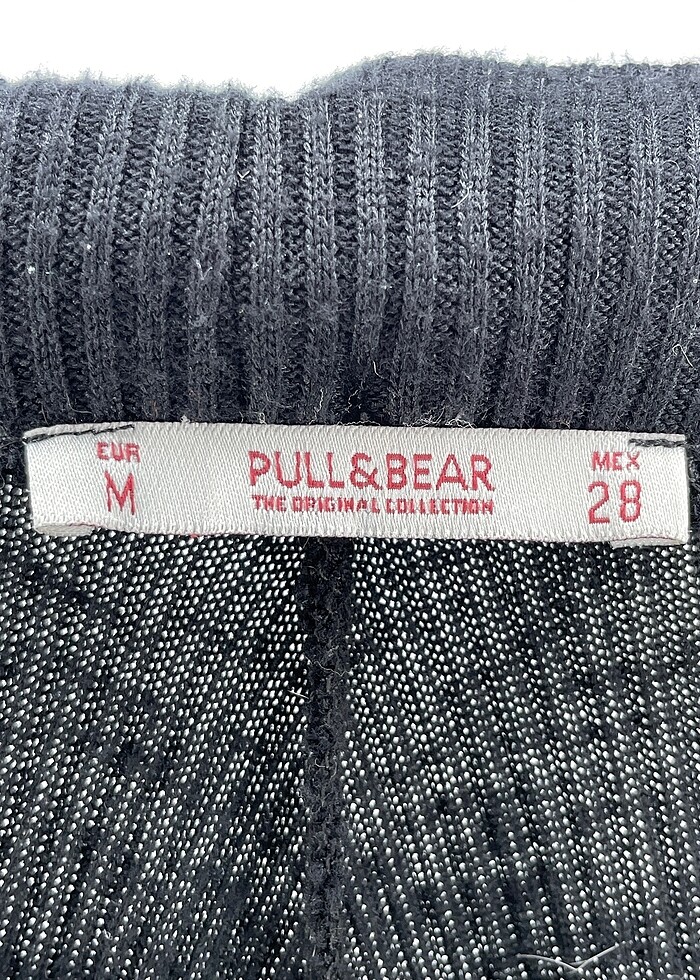 EUR
M
PULL&BEAR
THE ORIGINAL COLLECTION
MEX
28